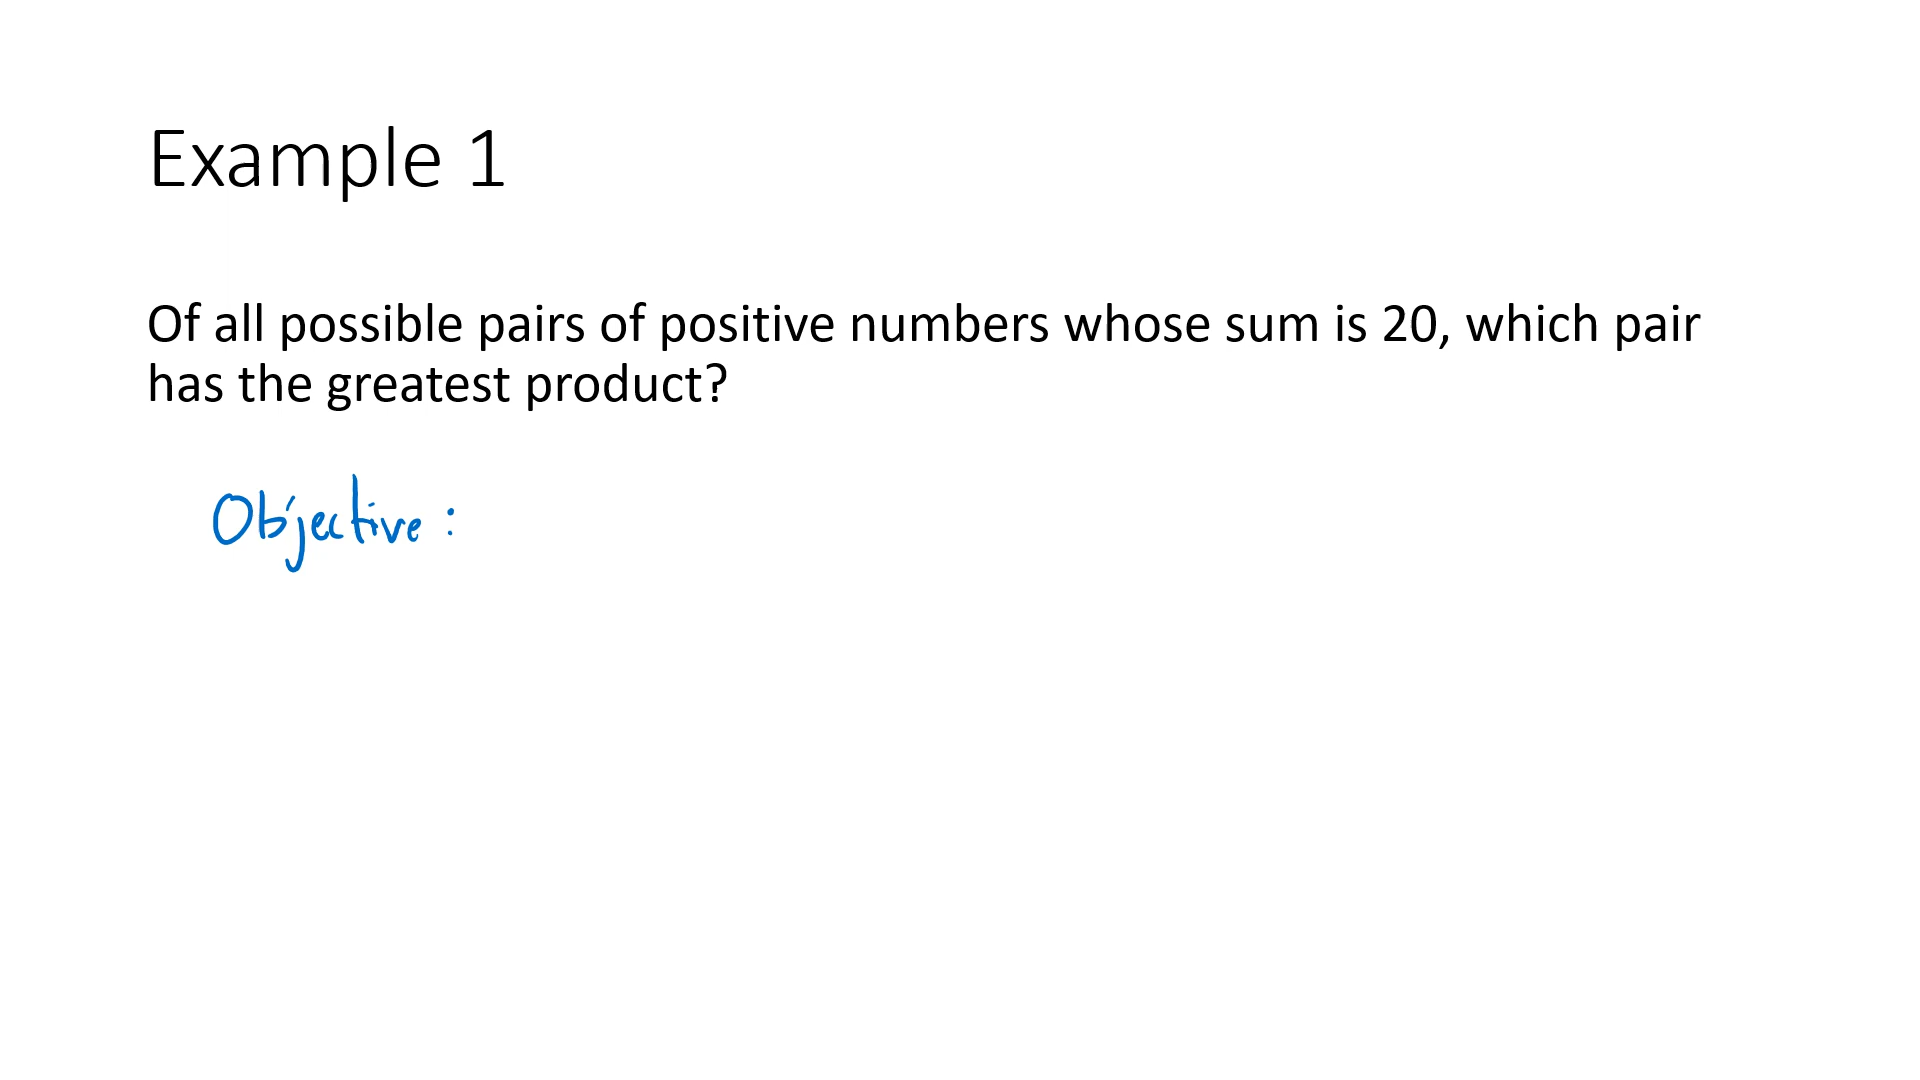 Example 1
Of all possible pairs of positive numbers whose sum is 20, which pair
has the greatest product?
Objective :